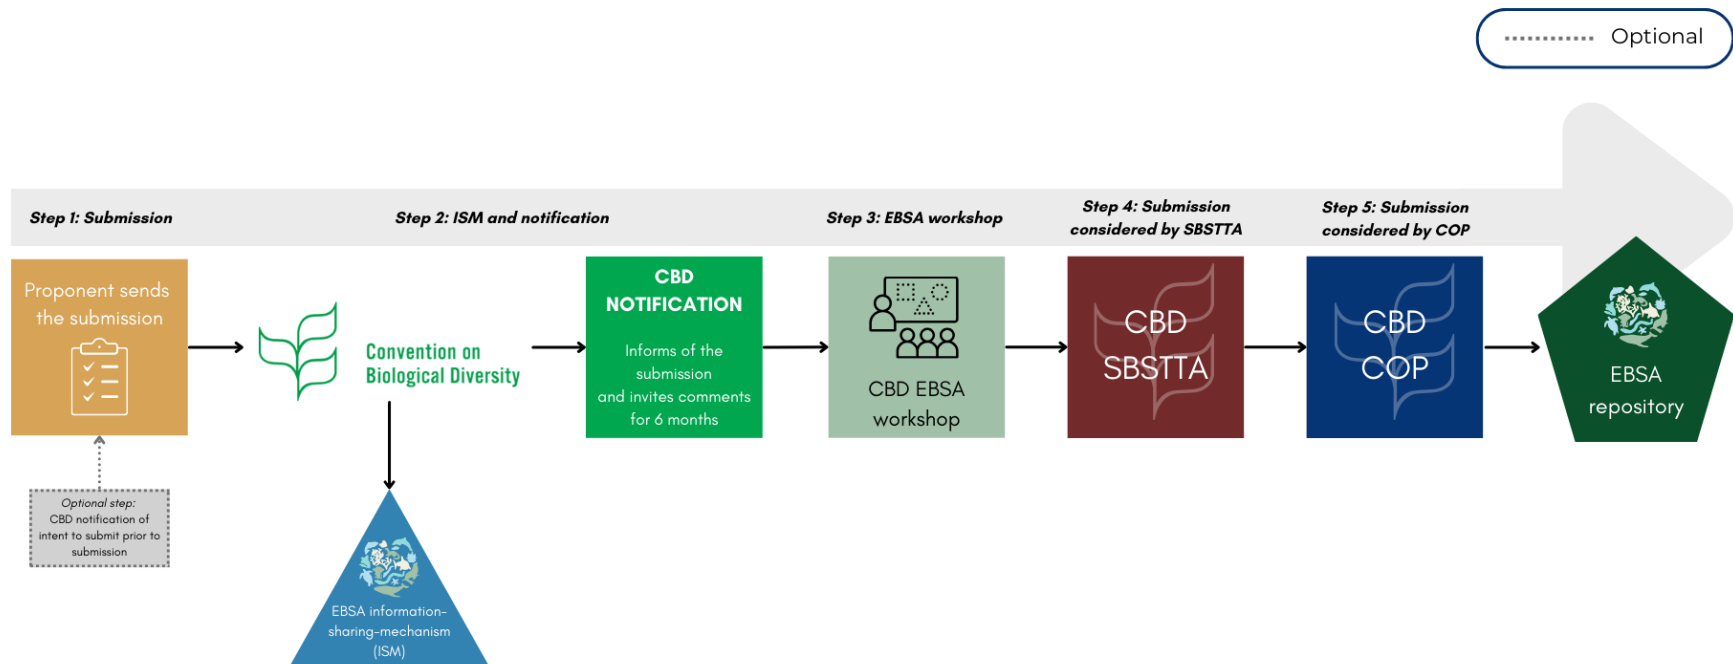 Optional
Step 1: Submission
Step 2: ISM and notification
Step 3: EBSA workshop
Step 4: Submission
considered by SBSTTA
Step 5: Submission
considered by COP
Proponent sends
the submission
Convention on
Biological Diversity
CBD
NOTIFICATION
Informs of the
submission
and invites comments
for 6 months
CBD EBSA
workshop
CBD
SBSTTA
CBD
COP
EBSA
repository
Optional step:
CBD notification of
intent to submit prior to
submission
EBSA information-
sharing-mechanism
(ISM)